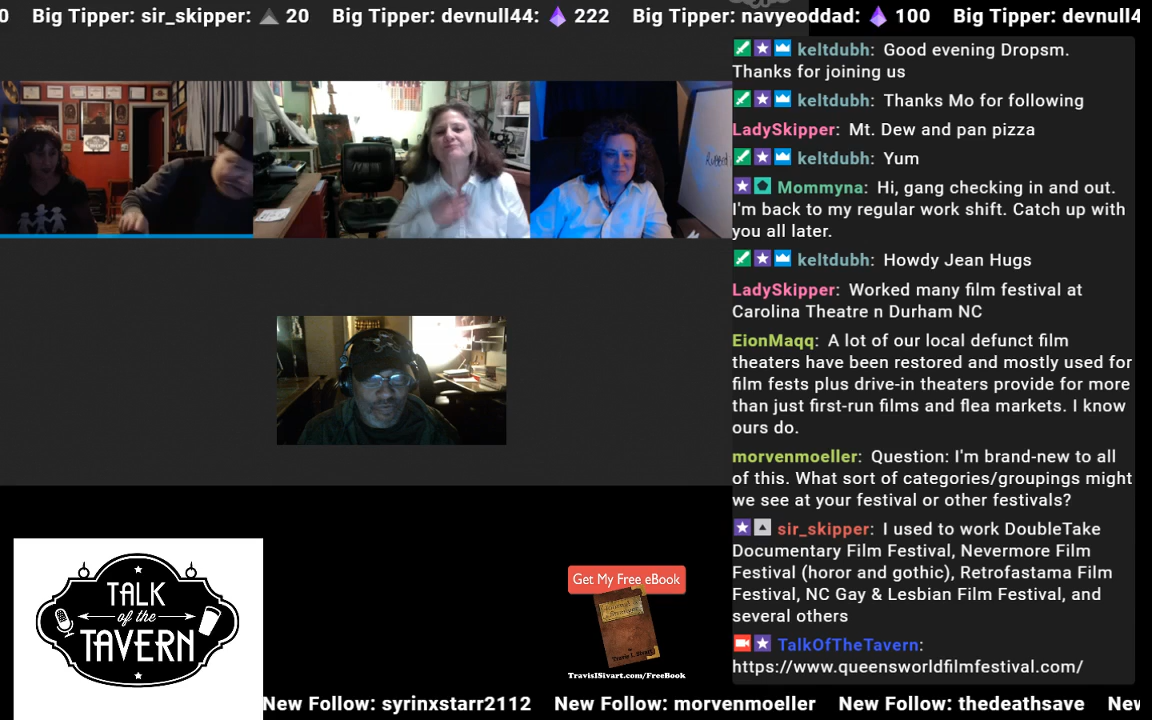 0 Big Tipper: sir_skipper: 20 Big Tipper: devnull44: 222 Big Tipper: navyeoddad: 100 Big Tipper: devnull4
keltdubh: Good evening Dropsm.
Thanks for joining us
keltdubh: Thanks Mo for following
LadySkipper: Mt. Dew and pan pizza
keltdubh: Yum
Mommyna: Hi, gang checking in and out.
I'm back to my regular work shift. Catch up with
you all later.
keltdubh: Howdy Jean Hugs
LadySkipper: Worked many film festival at
Carolina Theatre n Durham NC
EionMaqq: A lot of our local defunct film
theaters have been restored and mostly used for
film fests plus drive-in theaters provide for more
than just first-run films and flea markets. I know
ours do.
morvenmoeller: Question: I'm brand-new to all
of this. What sort of categories/groupings might
we see at your festival or other festivals?
sir_skipper: I used to work DoubleTake
Documentary Film Festival, Nevermore Film
Festival (horor and gothic), Retrofastama Film
Festival, NC Gay & Lesbian Film Festival, and
several others
TalkOfTheTavern:
https://www.queensworldfilmfestival.com/
TALK
of the
TAVERN
Get My Free eBook
TravisISivart.com/FreeBook
New Follow: syrinxstarr2112 New Follow: morvenmoeller New Follow: thedeathsave Nev